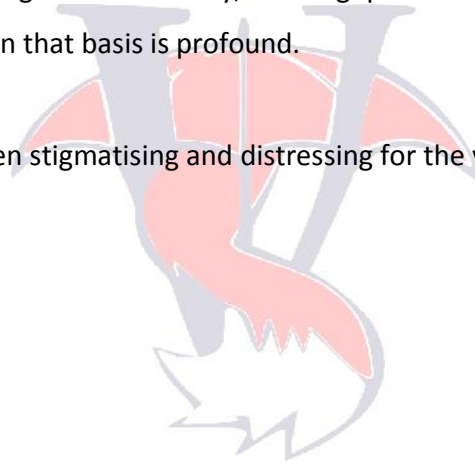 n that basis is profound.
en stigmatising and distressing for the